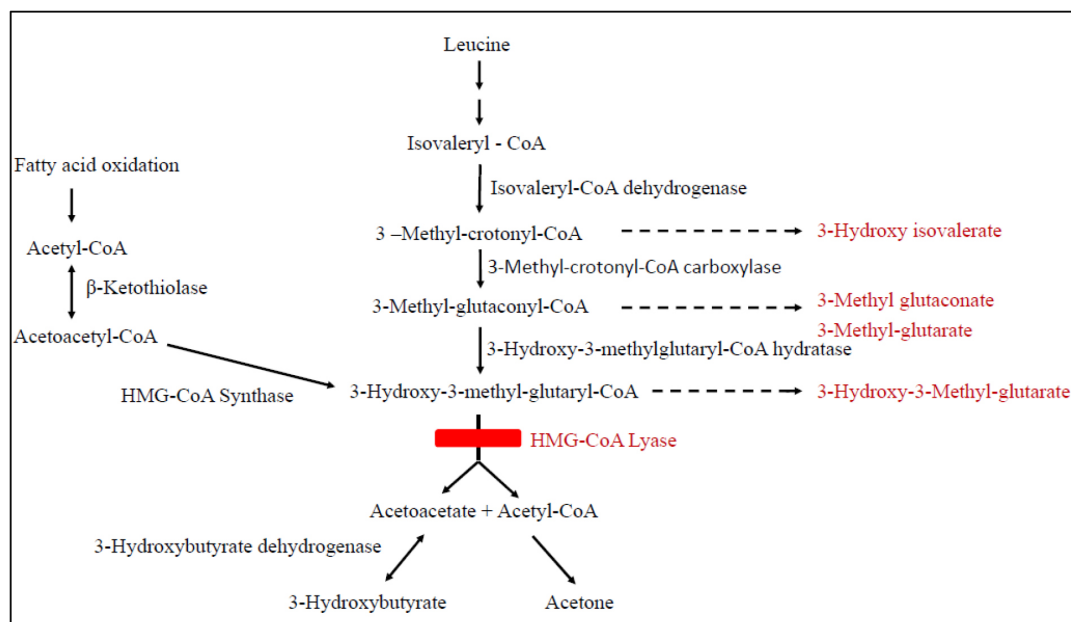 Leucine
Isovaleryl - CoA
Fatty acid oxidation
Isovaleryl-CoA dehydrogenase
3 –Methyl-crotonyl-CoA
3-Hydroxy isovalerate
Acetyl-CoA
3-Methyl-crotonyl-CoA carboxylase
β-Ketothiolase
3-Methyl-glutaconyl-CoA
3-Methyl glutaconate
Acetoacetyl-CoA
3-Methyl-glutarate
3-Hydroxy-3-methylglutaryl-CoA hydratase
HMG-CoA Synthase
3-Hydroxy-3-methyl-glutaryl-CoA
3-Hydroxy-3-Methyl-glutarate
HMG-CoA Lyase
Acetoacetate + Acetyl-CoA
3-Hydroxybutyrate dehydrogenase
3-Hydroxybutyrate
Acetone